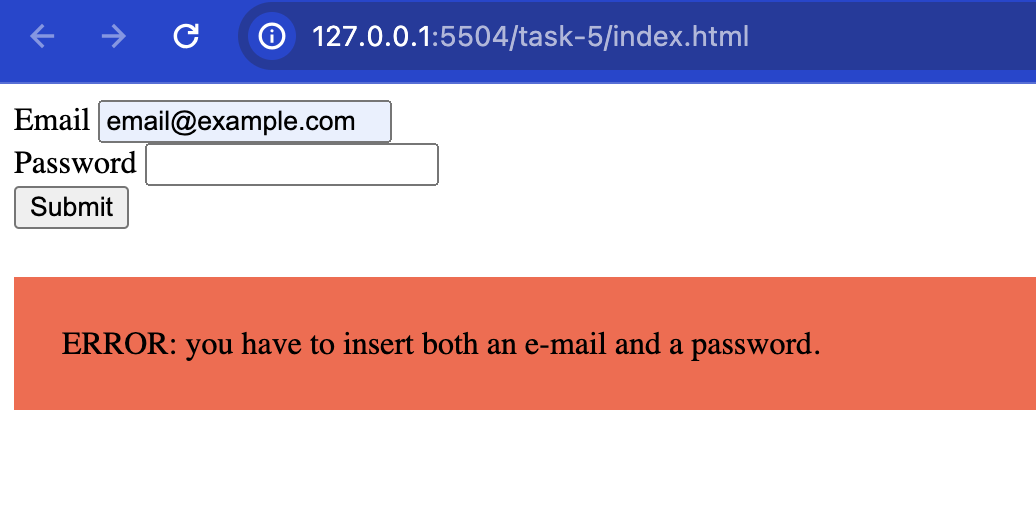 127.0.0.1:5504/task-5/index.html
Email email@example.com
Password
Submit
ERROR: you have to insert both an e-mail and a password.